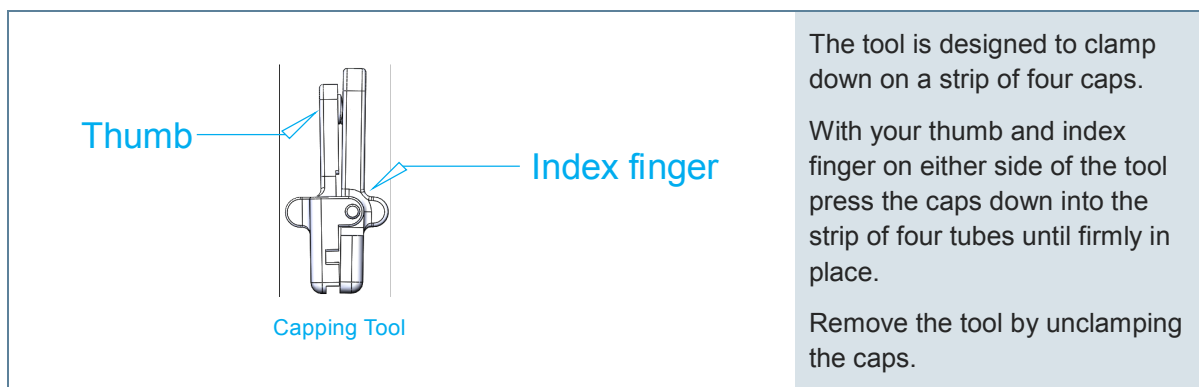 Thumb
Index finger
Capping Tool
The tool is designed to clamp
down on a strip of four caps.
With your thumb and index
finger on either side of the tool
press the caps down into the
strip of four tubes until firmly in
place.
Remove the tool by unclamping
the caps.